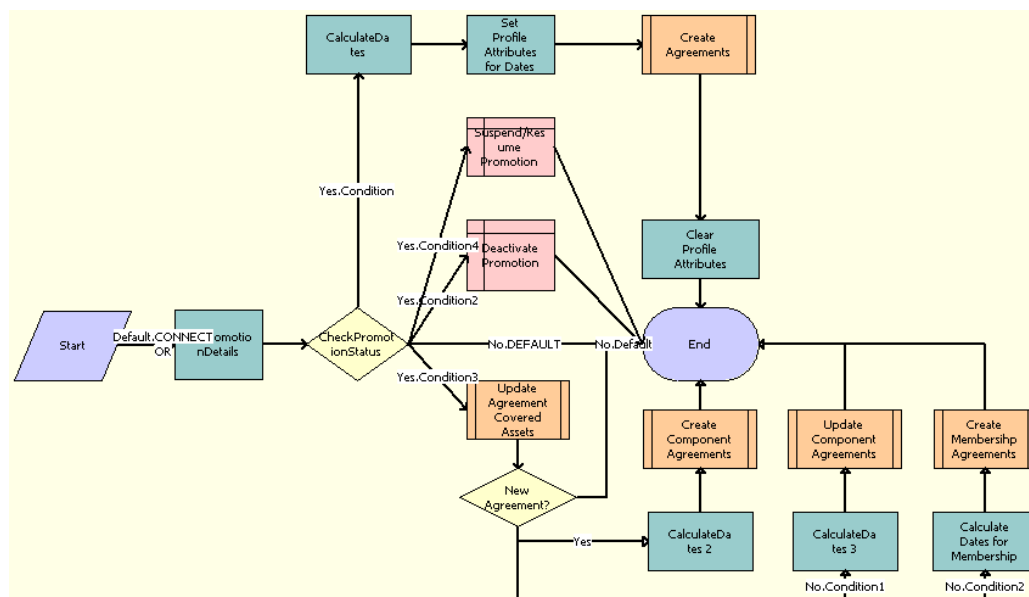 CalculateDa
tes
Set
Profile
Attributes
for Dates
Create
Agreements
Suspend/Res
ume
Promotion
Yes.Condition
Clear
Profile
Attributes
Yes.Condition4
Deactivate
Promotion
Yes.Condition2
Start
Default.CONNECT
OR
omotio
nDetails
CheckPromot
ionStatus
No.DEFAULT
No.Default
End
Yes.Condition3
Update
Agreement
Covered
Assets
Create
Component
Agreements
Update
Component
Agreements
Create
Membersihp
Agreements
New
Agreement?
Yes
CalculateDa
tes 2
CalculateDa
tes 3
Calculate
Dates for
Membership
No.Condition1
No.Condition2